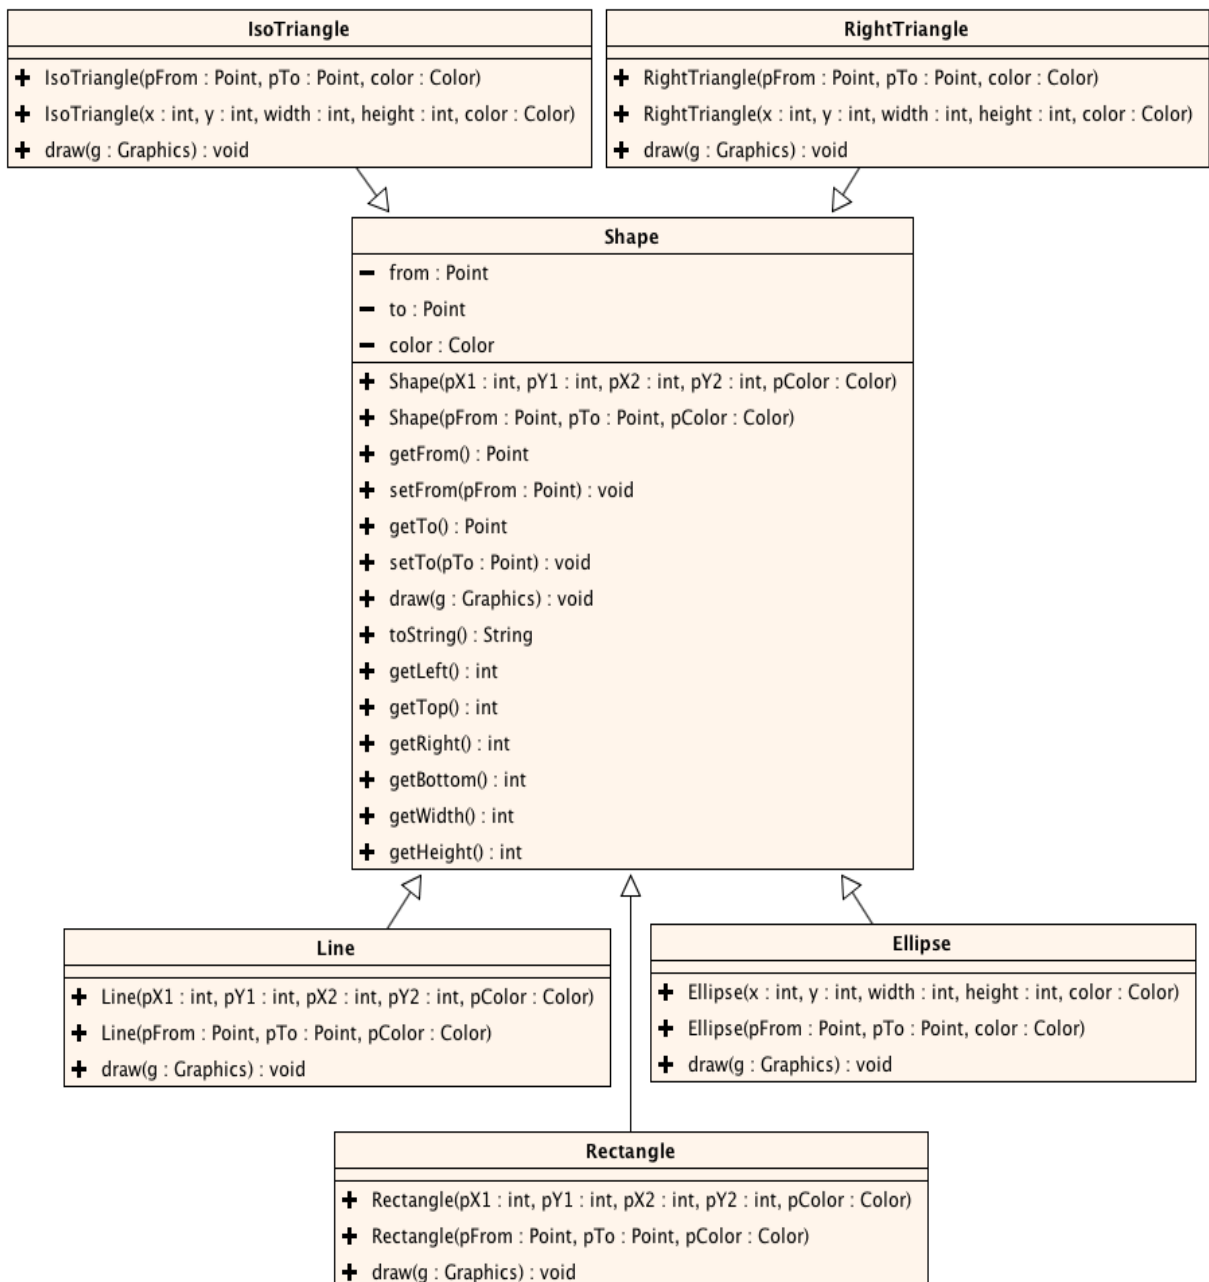 IsoTriangle
+ IsoTriangle(pFrom : Point, pTo : Point, color : Color)
+ IsoTriangle(x : int, y : int, width : int, height : int, color : Color)
+ draw(g : Graphics) : void
RightTriangle
+ RightTriangle(pFrom : Point, pTo : Point, color : Color)
+ RightTriangle(x : int, y : int, width : int, height : int, color : Color)
+ draw(g : Graphics) : void
Shape
- from : Point
- to : Point
- color : Color
+ Shape(pX1 : int, pY1 : int, pX2 : int, pY2 : int, pColor : Color)
+ Shape(pFrom : Point, pTo : Point, pColor : Color)
+ getFrom() : Point
+ setFrom(pFrom : Point) : void
+ getTo() : Point
+ setTo(pTo : Point) : void
+ draw(g : Graphics) : void
+ toString() : String
+ getLeft() : int
+ getTop() : int
+ getRight() : int
+ getBottom() : int
+ getWidth() : int
+ getHeight() : int
Line
+ Line(pX1 : int, pY1 : int, pX2 : int, pY2 : int, pColor : Color)
+ Line(pFrom : Point, pTo : Point, pColor : Color)
+ draw(g : Graphics) : void
Ellipse
+ Ellipse(x : int, y : int, width : int, height : int, color : Color)
+ Ellipse(pFrom : Point, pTo : Point, color : Color)
+ draw(g : Graphics) : void
Rectangle
+ Rectangle(pX1 : int, pY1 : int, pX2 : int, pY2 : int, pColor : Color)
+ Rectangle(pFrom : Point, pTo : Point, pColor : Color)
+ draw(g : Graphics) : void